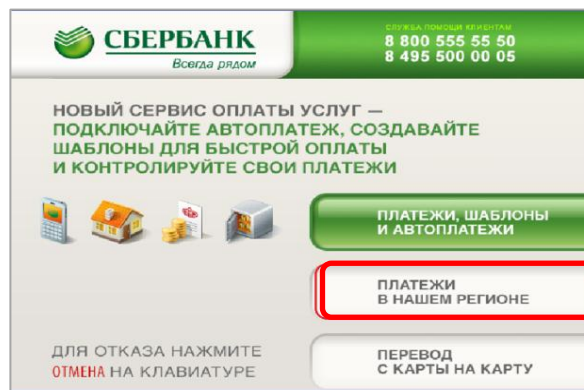 СБЕРБАНК
Всегда рядом
СЛУЖБА ПОМОЩИ КЛИЕНТАМ
8 800 555 55 50
8 495 500 00 05
НОВЫЙ СЕРВИС ОПЛАТЫ УСЛУГ —
ПОДКЛЮЧАЙТЕ АВТОПЛАТЕЖ, СОЗДАВАЙТЕ
ШАБЛОНЫ ДЛЯ БЫСТРОЙ ОПЛАТЫ
И КОНТРОЛИРУЙТЕ СВОИ ПЛАТЕЖИ
ПЛАТЕЖИ, ШАБЛОНЫ
И АВТОПЛАТЕЖИ
ПЛАТЕЖИ
В НАШЕМ РЕГИОНЕ
ДЛЯ ОТКАЗА НАЖМИТЕ
ОТМЕНА НА КЛАВИАТУРЕ
ПЕРЕВОД
С КАРТЫ НА КАРТУ